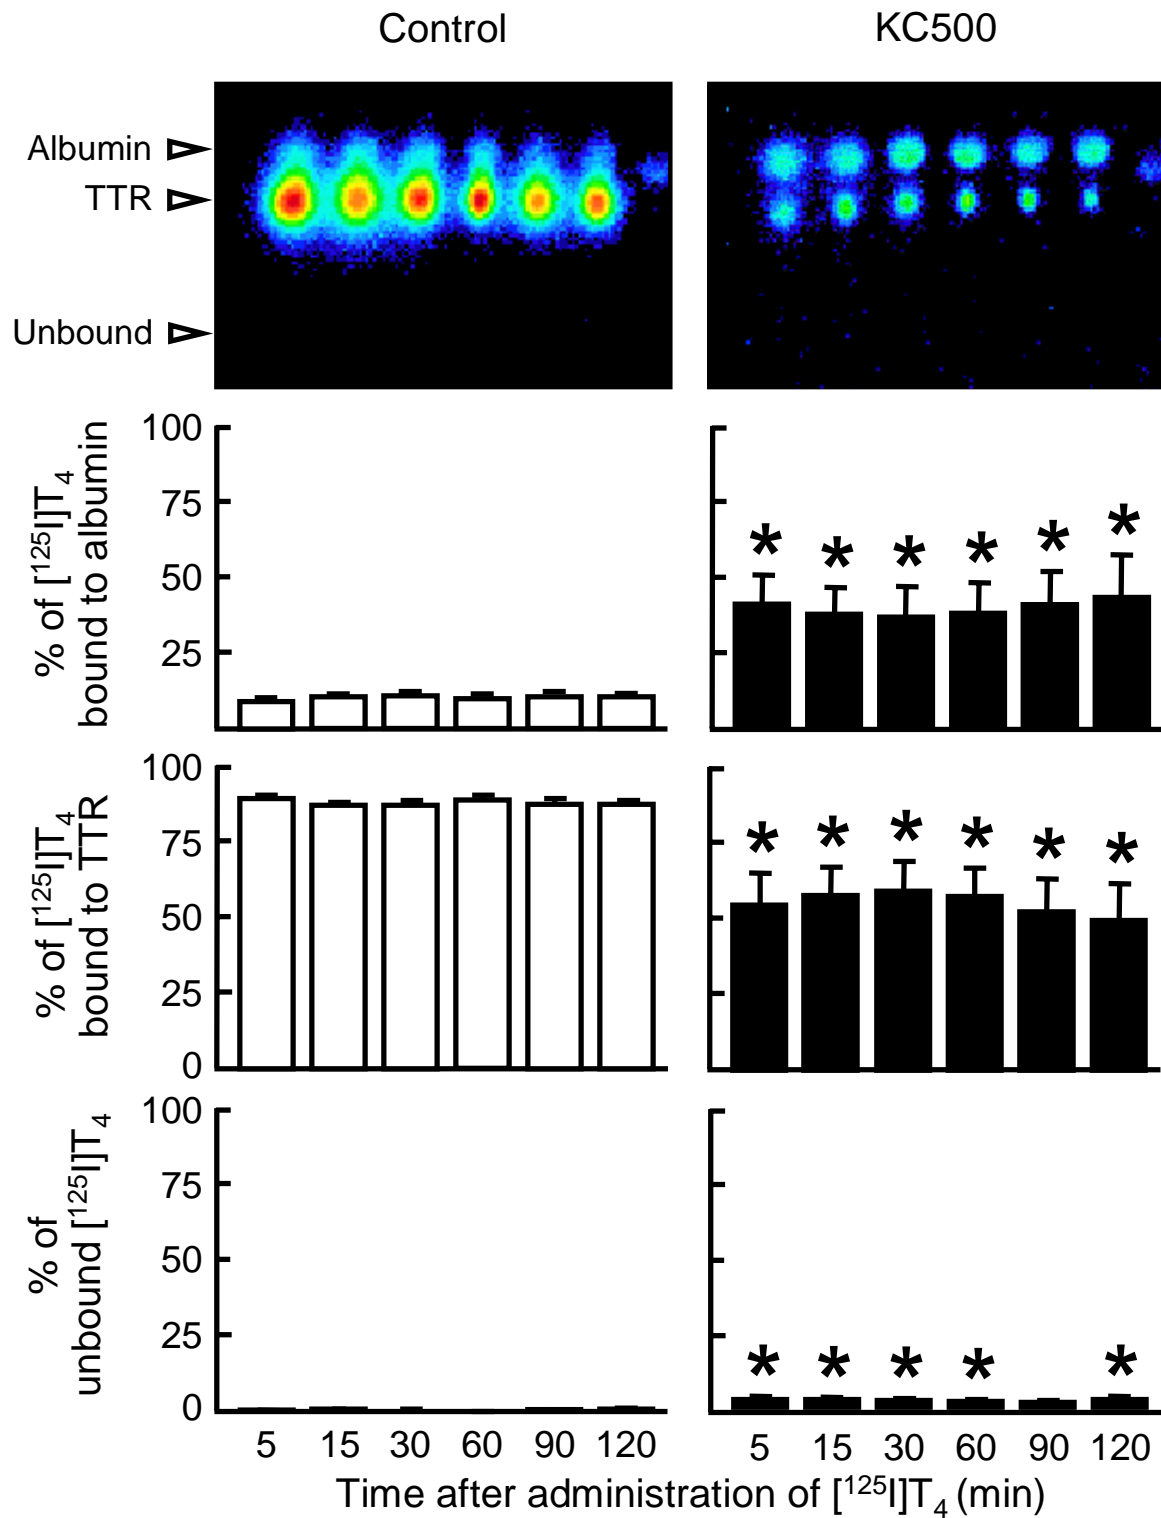 Control
KC500
Albumin
TTR
Unbound
% of [¹²⁵I]T₄
bound to albumin
100
75
50
25
% of [¹²⁵I]T₄
bound to TTR
100
75
50
25
0
% of
unbound [¹²⁵I]T₄
100
75
50
25
0
* * * * * *
* * * * * *
* * * * *
5 15 30 60 90 120
5 15 30 60 90 120
Time after administration of [¹²⁵I]T₄ (min)